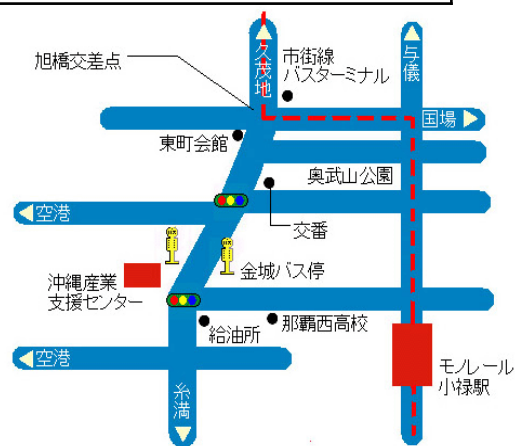 旭橋交差点
久茂地
市街線
バスターミナル
与儀
国場
東町会館
奥武山公園
空港
交番
金城バス停
沖縄産業
支援センター
給油所
那覇西高校
空港
糸満
モノレール
小禄駅